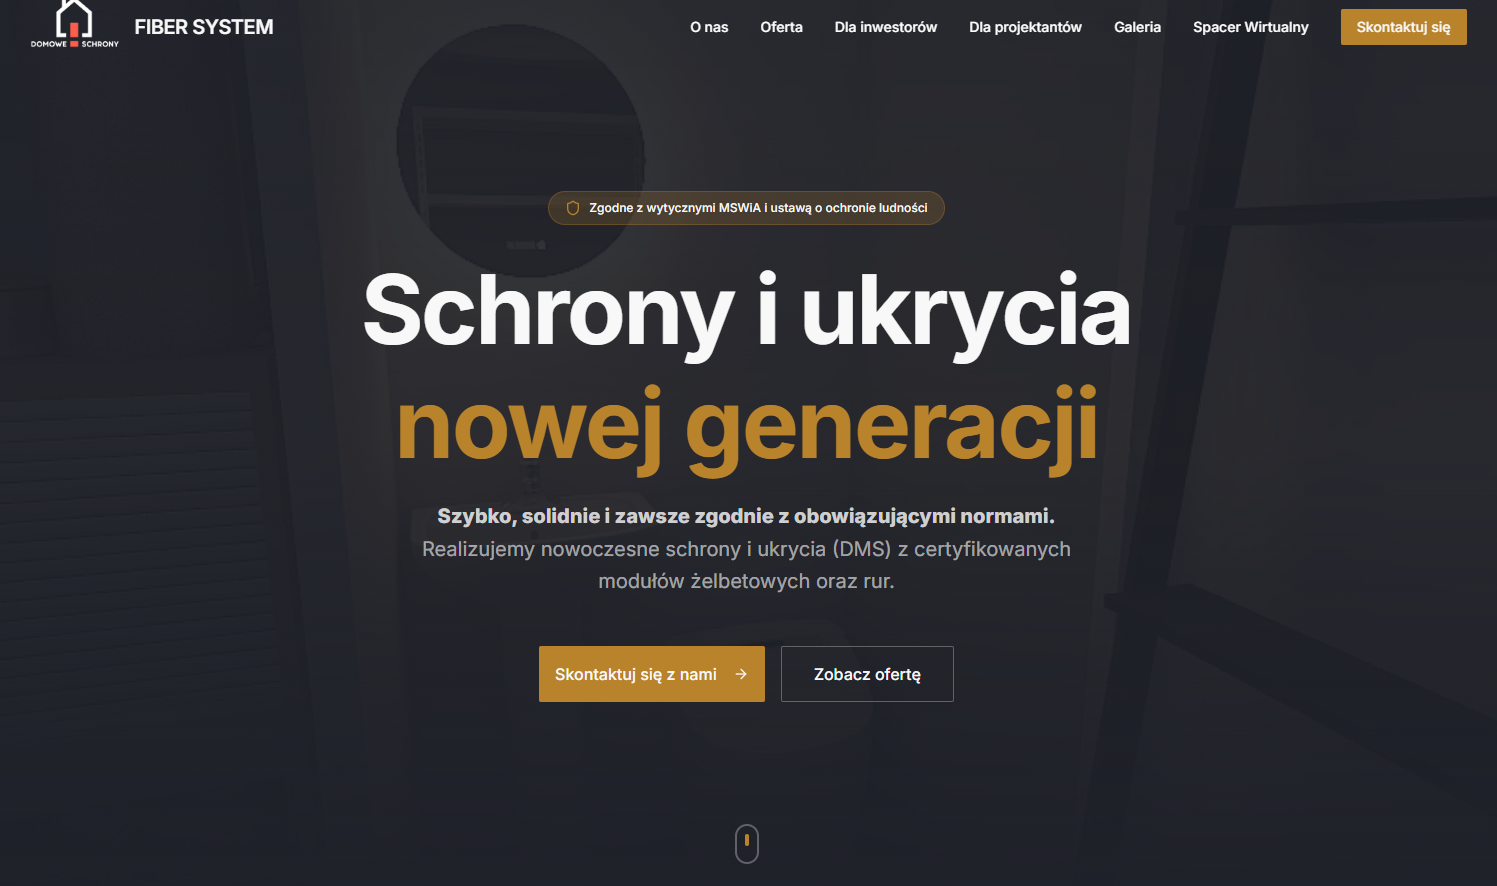 DOMOWE SCHRONY
FIBER SYSTEM
O nas
Oferta
Dla inwestorów
Dla projektantów
Galeria
Spacer Wirtualny
Skontaktuj się
Zgodne z wytycznymi MSWiA i ustawą o ochronie ludności
Schrony i ukrycia
nowej generacji
Szybko, solidnie i zawsze zgodnie z obowiązującymi normami.
Realizujemy nowoczesne schrony i ukrycia (DMS) z certyfikowanych
modułów żelbetowych oraz rur.
Skontaktuj się z nami
Zobacz ofertę